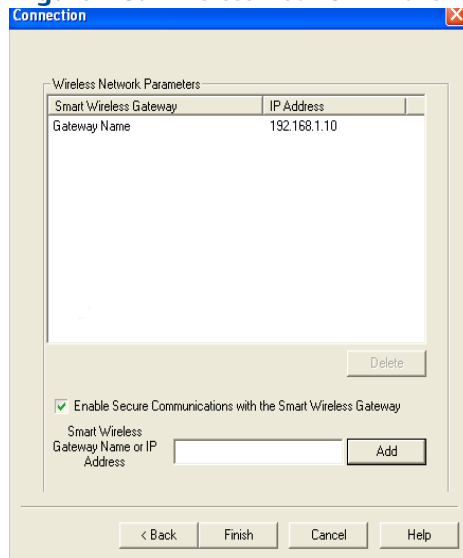 Connection
Wireless Network Parameters
Smart Wireless Gateway IP Address
Gateway Name 192.168.1.10
Delete
Enable Secure Communications with the Smart Wireless Gateway
Smart Wireless
Gateway Name or IP
Address
Add
< Back Finish Cancel Help